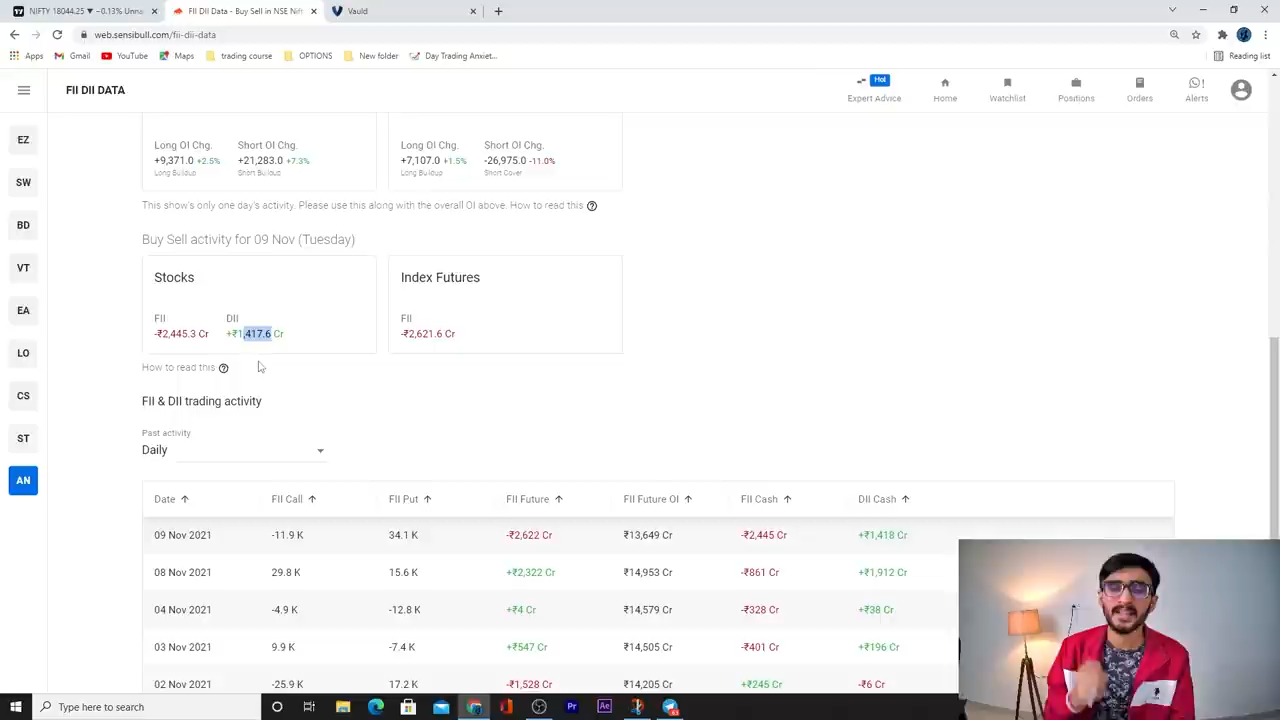 NIFTY 18044.25 ▼ −0.13% Unna
FII DII Data - Buy Sell in NSE Nift
Vauld
web.sensibull.com/fii-dii-data
Apps
Gmail
YouTube
Maps
trading course
OPTIONS
New folder
Day Trading Anxiet...
Reading list
FII DII DATA
Hot
Expert Advice
Home
Watchlist
Positions
Orders
Alerts
EZ
SW
BD
VT
EA
LO
CS
ST
AN
Long OI Chg. Short OI Chg.
+9,371.0 +2.5% +21,283.0 +7.3%
Long Buildup Short Buildup
Long OI Chg. Short OI Chg.
+7,107.0 +1.5% -26,975.0 -11.0%
Long Buildup Short Cover
This show's only one day's activity. Please use this along with the overall OI above. How to read this ?
Buy Sell activity for 09 Nov (Tuesday)
Stocks
FII DII
-₹2,445.3 Cr +₹1,417.6 Cr
Index Futures
FII
-₹2,621.6 Cr
How to read this ?
FII & DII trading activity
Past activity
Daily
Date ↑ FII Call ↑ FII Put ↑ FII Future ↑ FII Future OI ↑ FII Cash ↑ DII Cash ↑
09 Nov 2021 -11.9 K 34.1 K -₹2,622 Cr ₹13,649 Cr -₹2,445 Cr +₹1,418 Cr
08 Nov 2021 29.8 K 15.6 K +₹2,322 Cr ₹14,953 Cr -₹861 Cr +₹1,912 Cr
04 Nov 2021 -4.9 K -12.8 K +₹4 Cr ₹14,579 Cr -₹328 Cr +₹38 Cr
03 Nov 2021 9.9 K -7.4 K +₹547 Cr ₹14,505 Cr -₹401 Cr +₹196 Cr
02 Nov 2021 -25.9 K 17.2 K -₹1,528 Cr ₹14,205 Cr +₹245 Cr -₹6 Cr
Type here to search
Pr
Ae